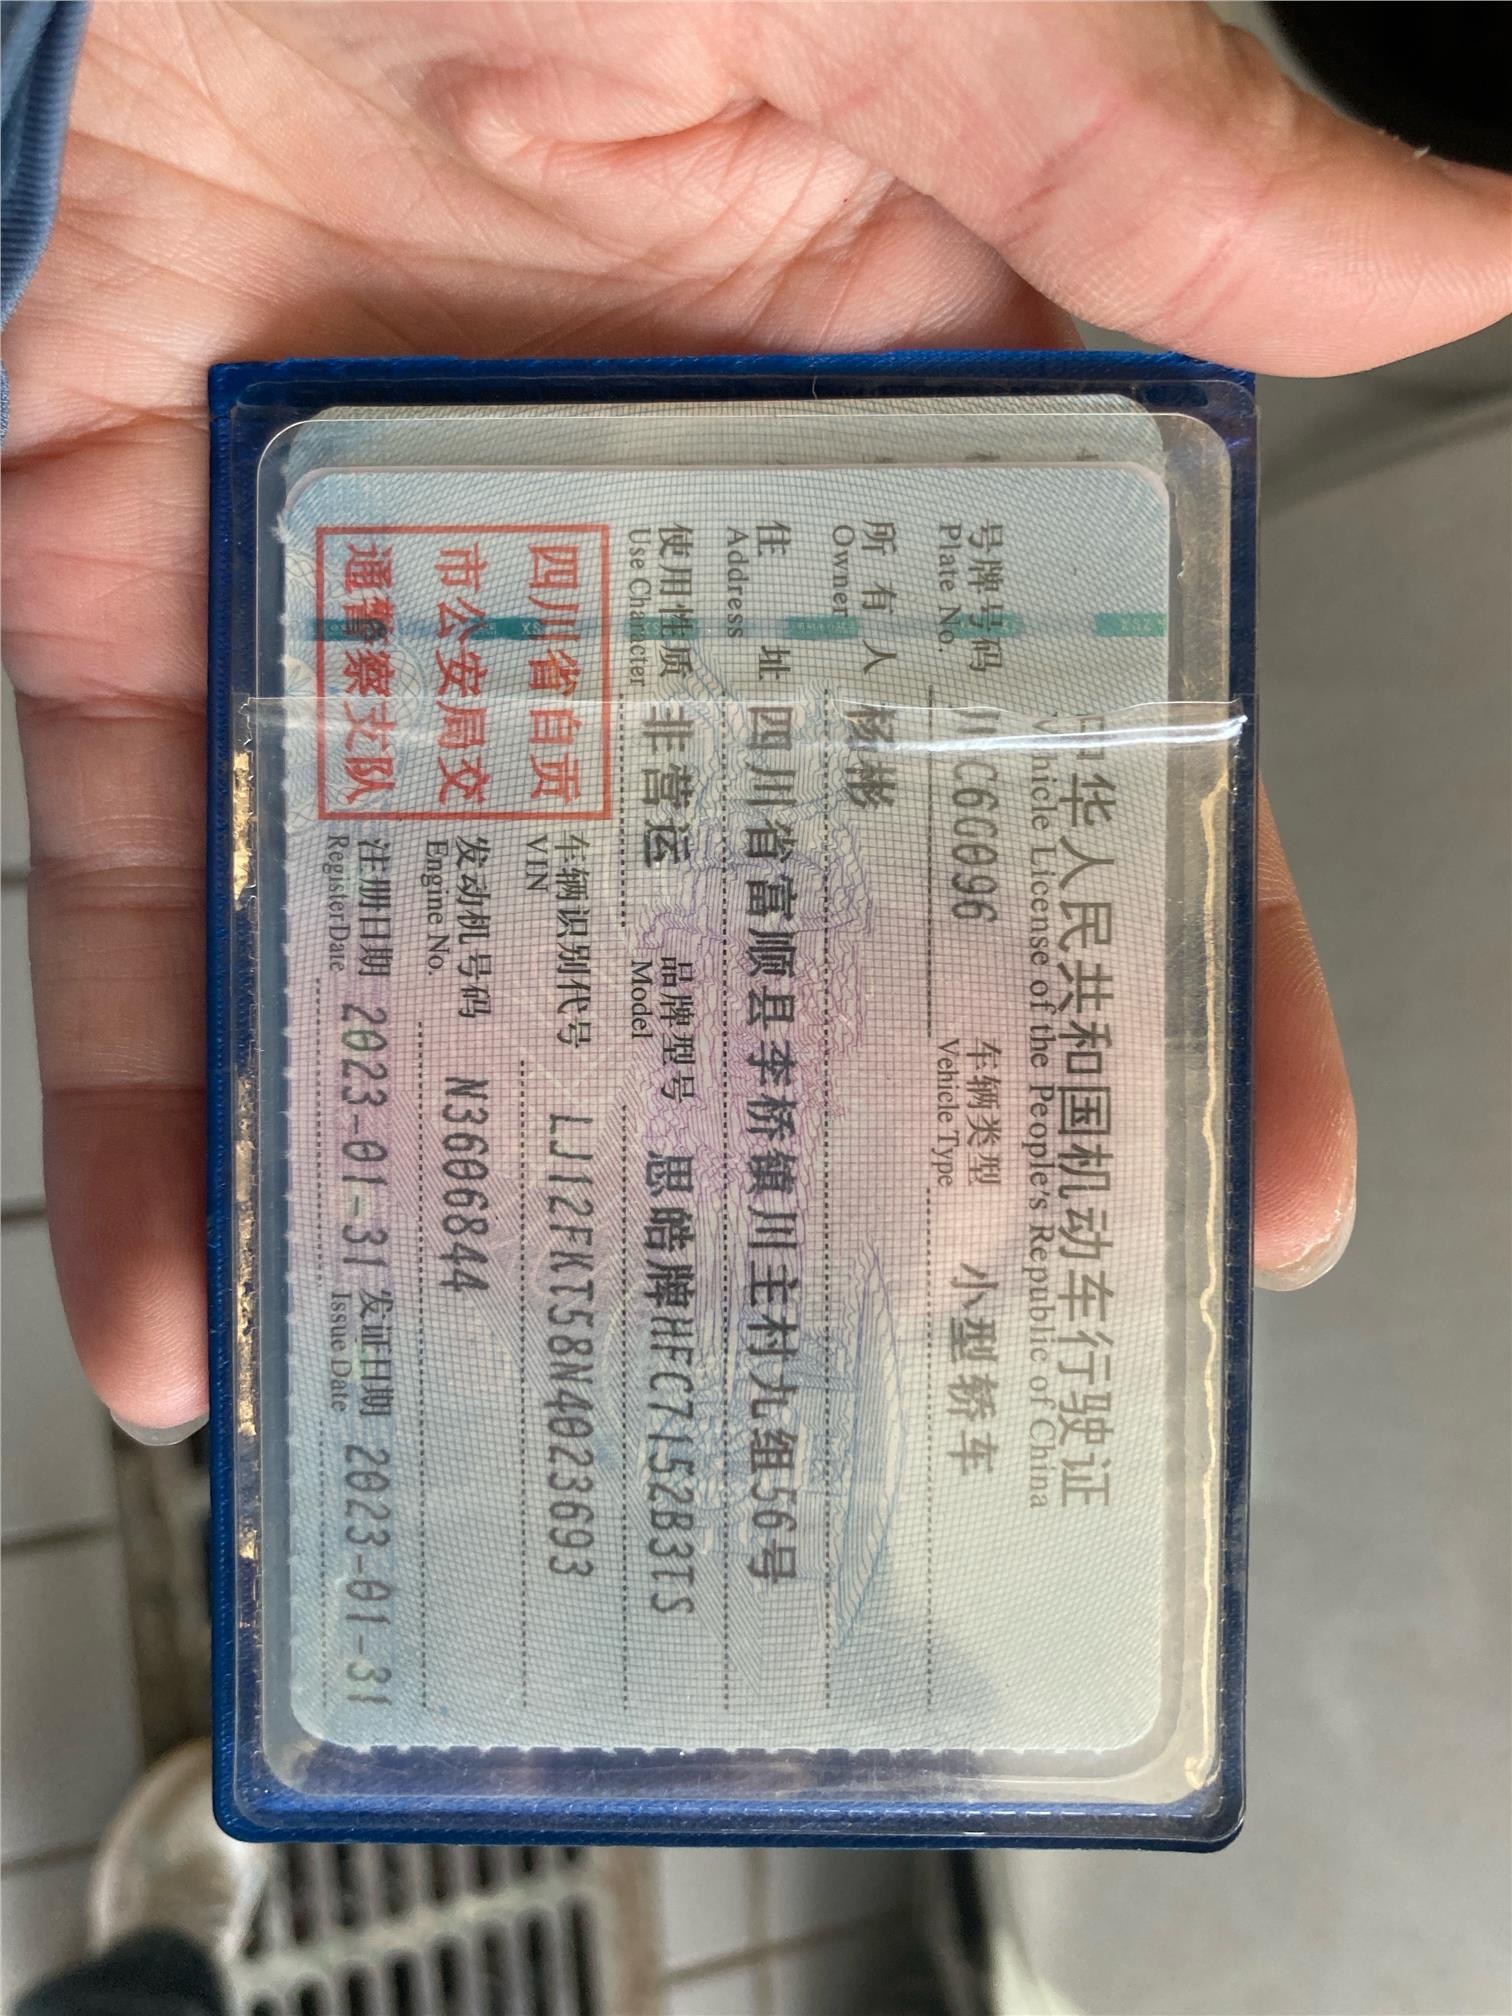 中华人民共和国机动车行驶证
Vehicle License of the People's Republic of China
号牌号码 川C6G096 车辆类型 小型轿车
Plate No. Vehicle Type
所有人 杨彬
Owner
住址 四川省富顺县李桥镇川主村九组56号
Address
使用性质 非营运 品牌型号 思皓牌HFC7152B3TS
Use Character Model
四川省自贡
市公安局交
通警察支队
车辆识别代号 LJ12FKT58N4023693
VIN
发动机号码 N3606844
Engine No.
注册日期 2023-01-31 发证日期 2023-01-31
Register Date Issue Date